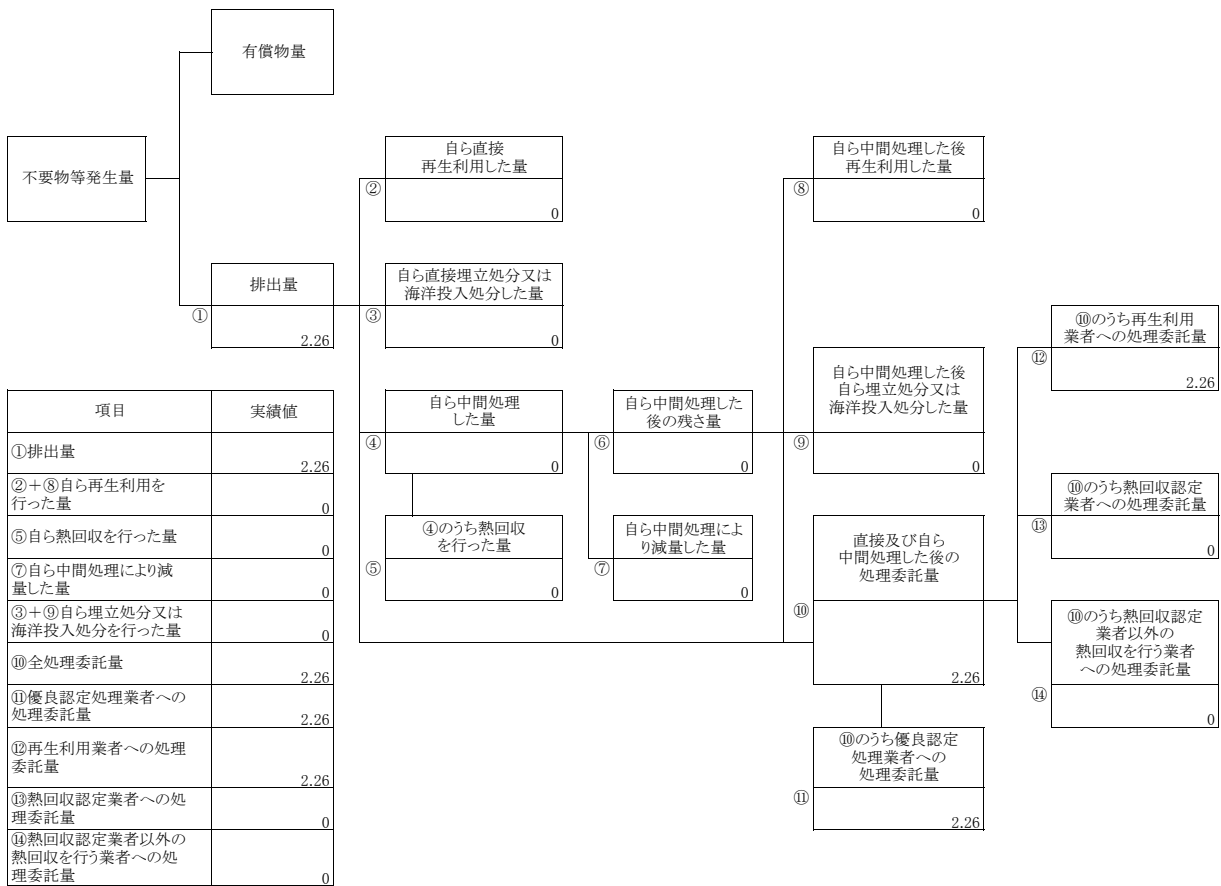 有償物量
不要物等発生量
排出量
①
2.26
自ら直接
再生利用した量
②
0
自ら直接埋立処分又は
海洋投入処分した量
③
0
自ら中間処理
した量
④
0
④のうち熱回収
を行った量
⑤
0
自ら中間処理した
後の残さ量
⑥
0
自ら中間処理によ
り減量した量
⑦
0
自ら中間処理した後
再生利用した量
⑧
0
自ら中間処理した後
自ら埋立処分又は
海洋投入処分した量
⑨
0
直接及び自ら
中間処理した後の
処理委託量
⑩
2.26
⑩のうち優良認定
処理業者への
処理委託量
⑪
2.26
⑩のうち再生利用
業者への処理委託量
⑫
2.26
⑩のうち熱回収認定
業者への処理委託量
⑬
0
⑩のうち熱回収認定
業者以外の
熱回収を行う業者
への処理委託量
⑭
0
項目 実績値
①排出量
2.26
②+⑧自ら再生利用を
行った量
0
⑤自ら熱回収を行った量
0
⑦自ら中間処理により減
量した量
0
③+⑨自ら埋立処分又は
海洋投入処分を行った量
0
⑩全処理委託量
2.26
⑪優良認定処理業者への
処理委託量
2.26
⑫再生利用業者への処理
委託量
2.26
⑬熱回収認定業者への処
理委託量
0
⑭熱回収認定業者以外の
熱回収を行う業者への処
理委託量
0